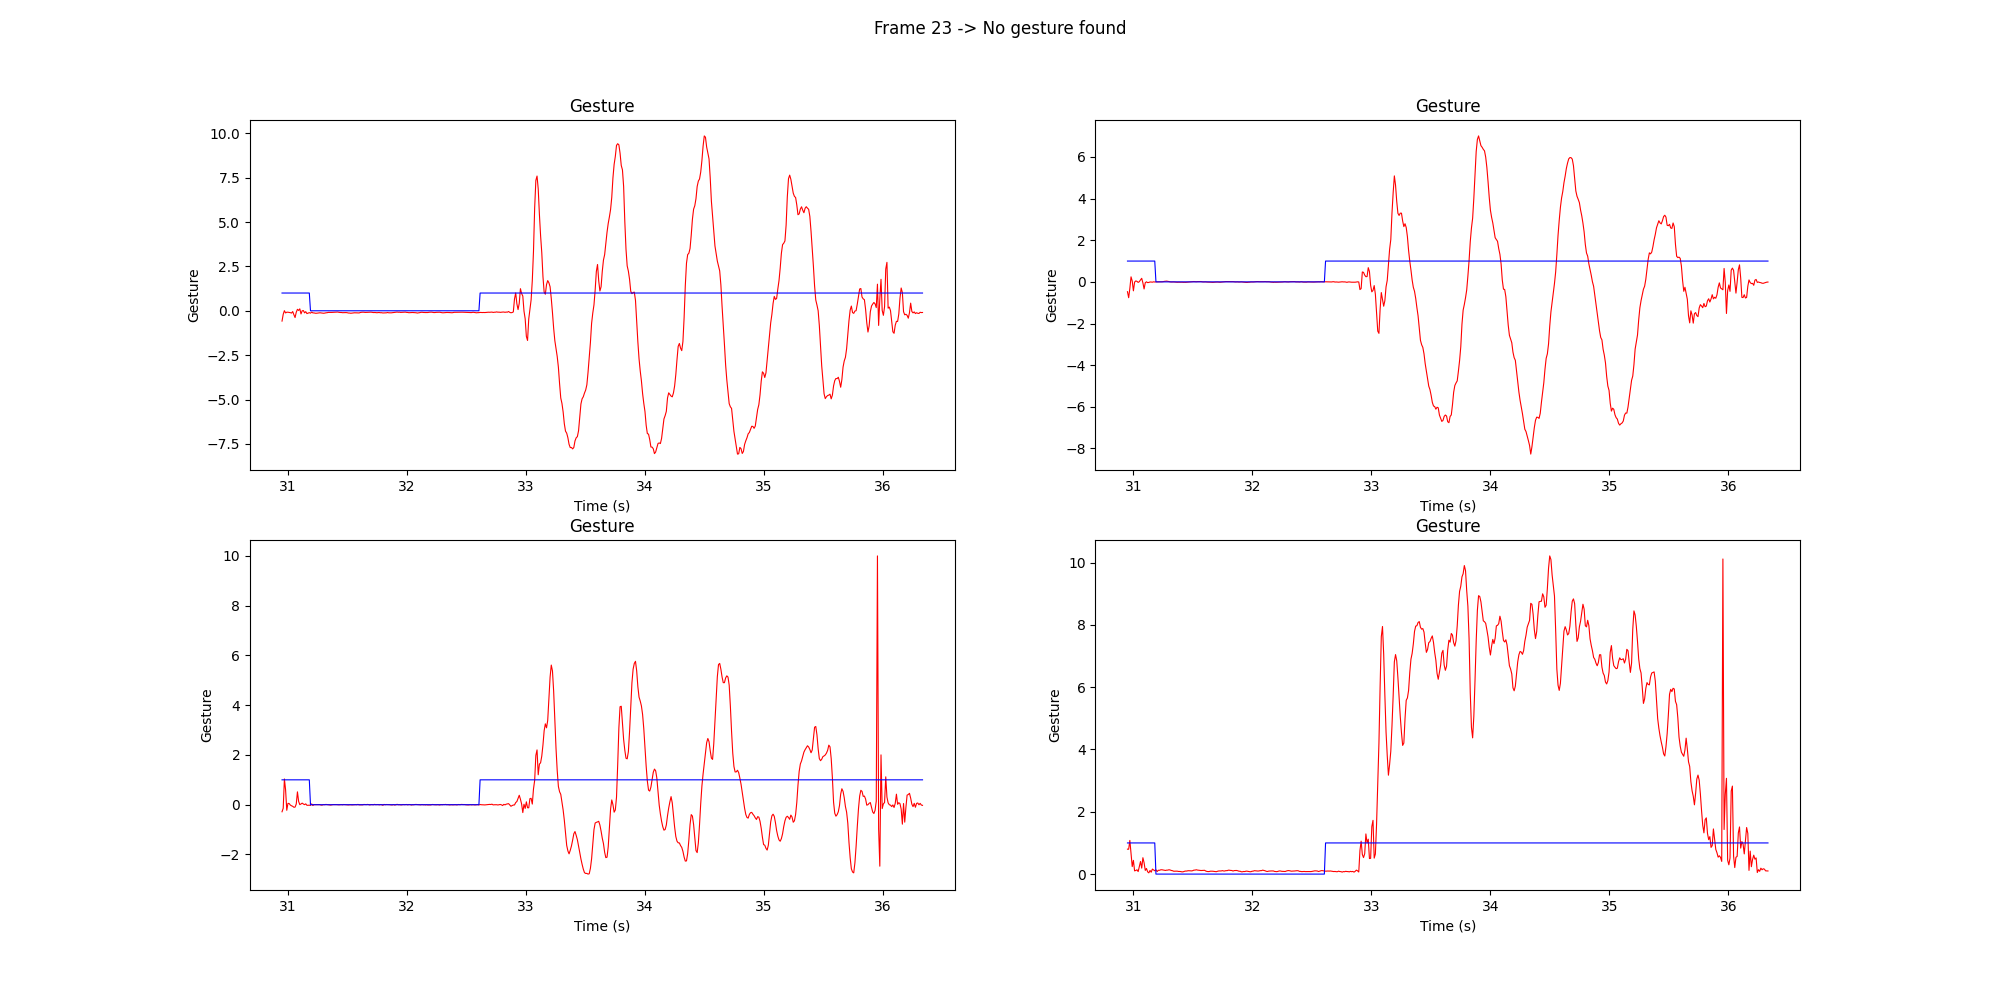 Frame 23 -> No gesture found
Gesture
10.0
7.5
5.0
2.5
0.0
−2.5
−5.0
−7.5
Gesture
31 32 33 34 35 36
Time (s)
Gesture
6
4
2
0
−2
−4
−6
−8
Gesture
31 32 33 34 35 36
Time (s)
Gesture
10
8
6
4
2
0
−2
Gesture
31 32 33 34 35 36
Time (s)
Gesture
10
8
6
4
2
0
Gesture
31 32 33 34 35 36
Time (s)